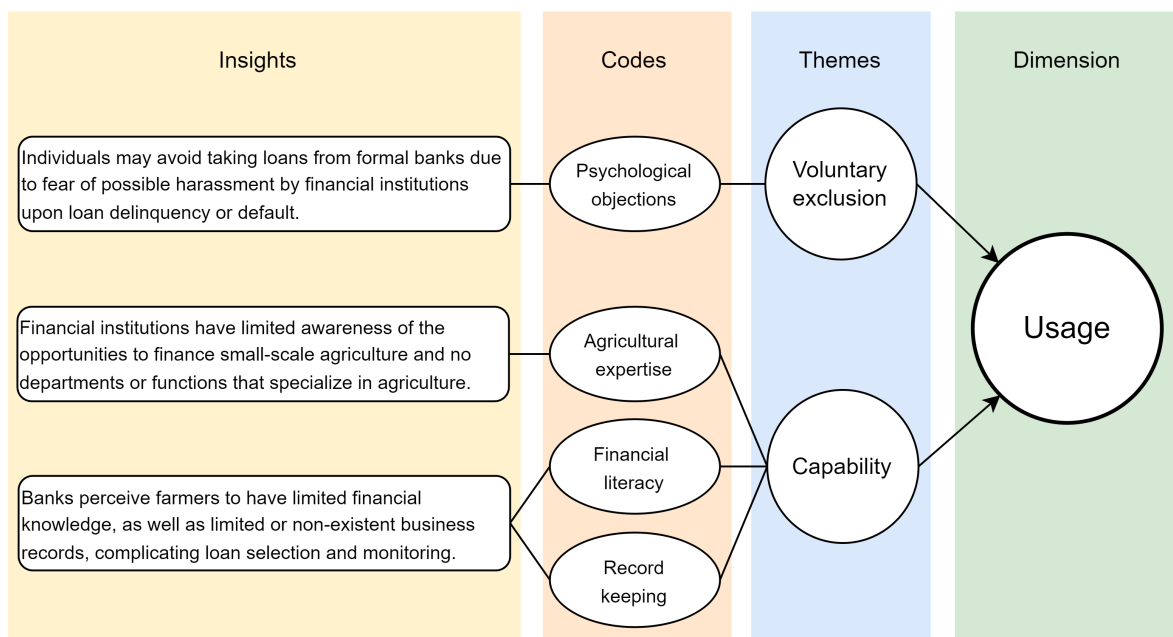 Insights
Codes
Themes
Dimension
Individuals may avoid taking loans from formal banks due
to fear of possible harassment by financial institutions
upon loan delinquency or default.
Psychological
objections
Voluntary
exclusion
Usage
Financial institutions have limited awareness of the
opportunities to finance small-scale agriculture and no
departments or functions that specialize in agriculture.
Agricultural
expertise
Financial
literacy
Capability
Banks perceive farmers to have limited financial
knowledge, as well as limited or non-existent business
records, complicating loan selection and monitoring.
Record
keeping